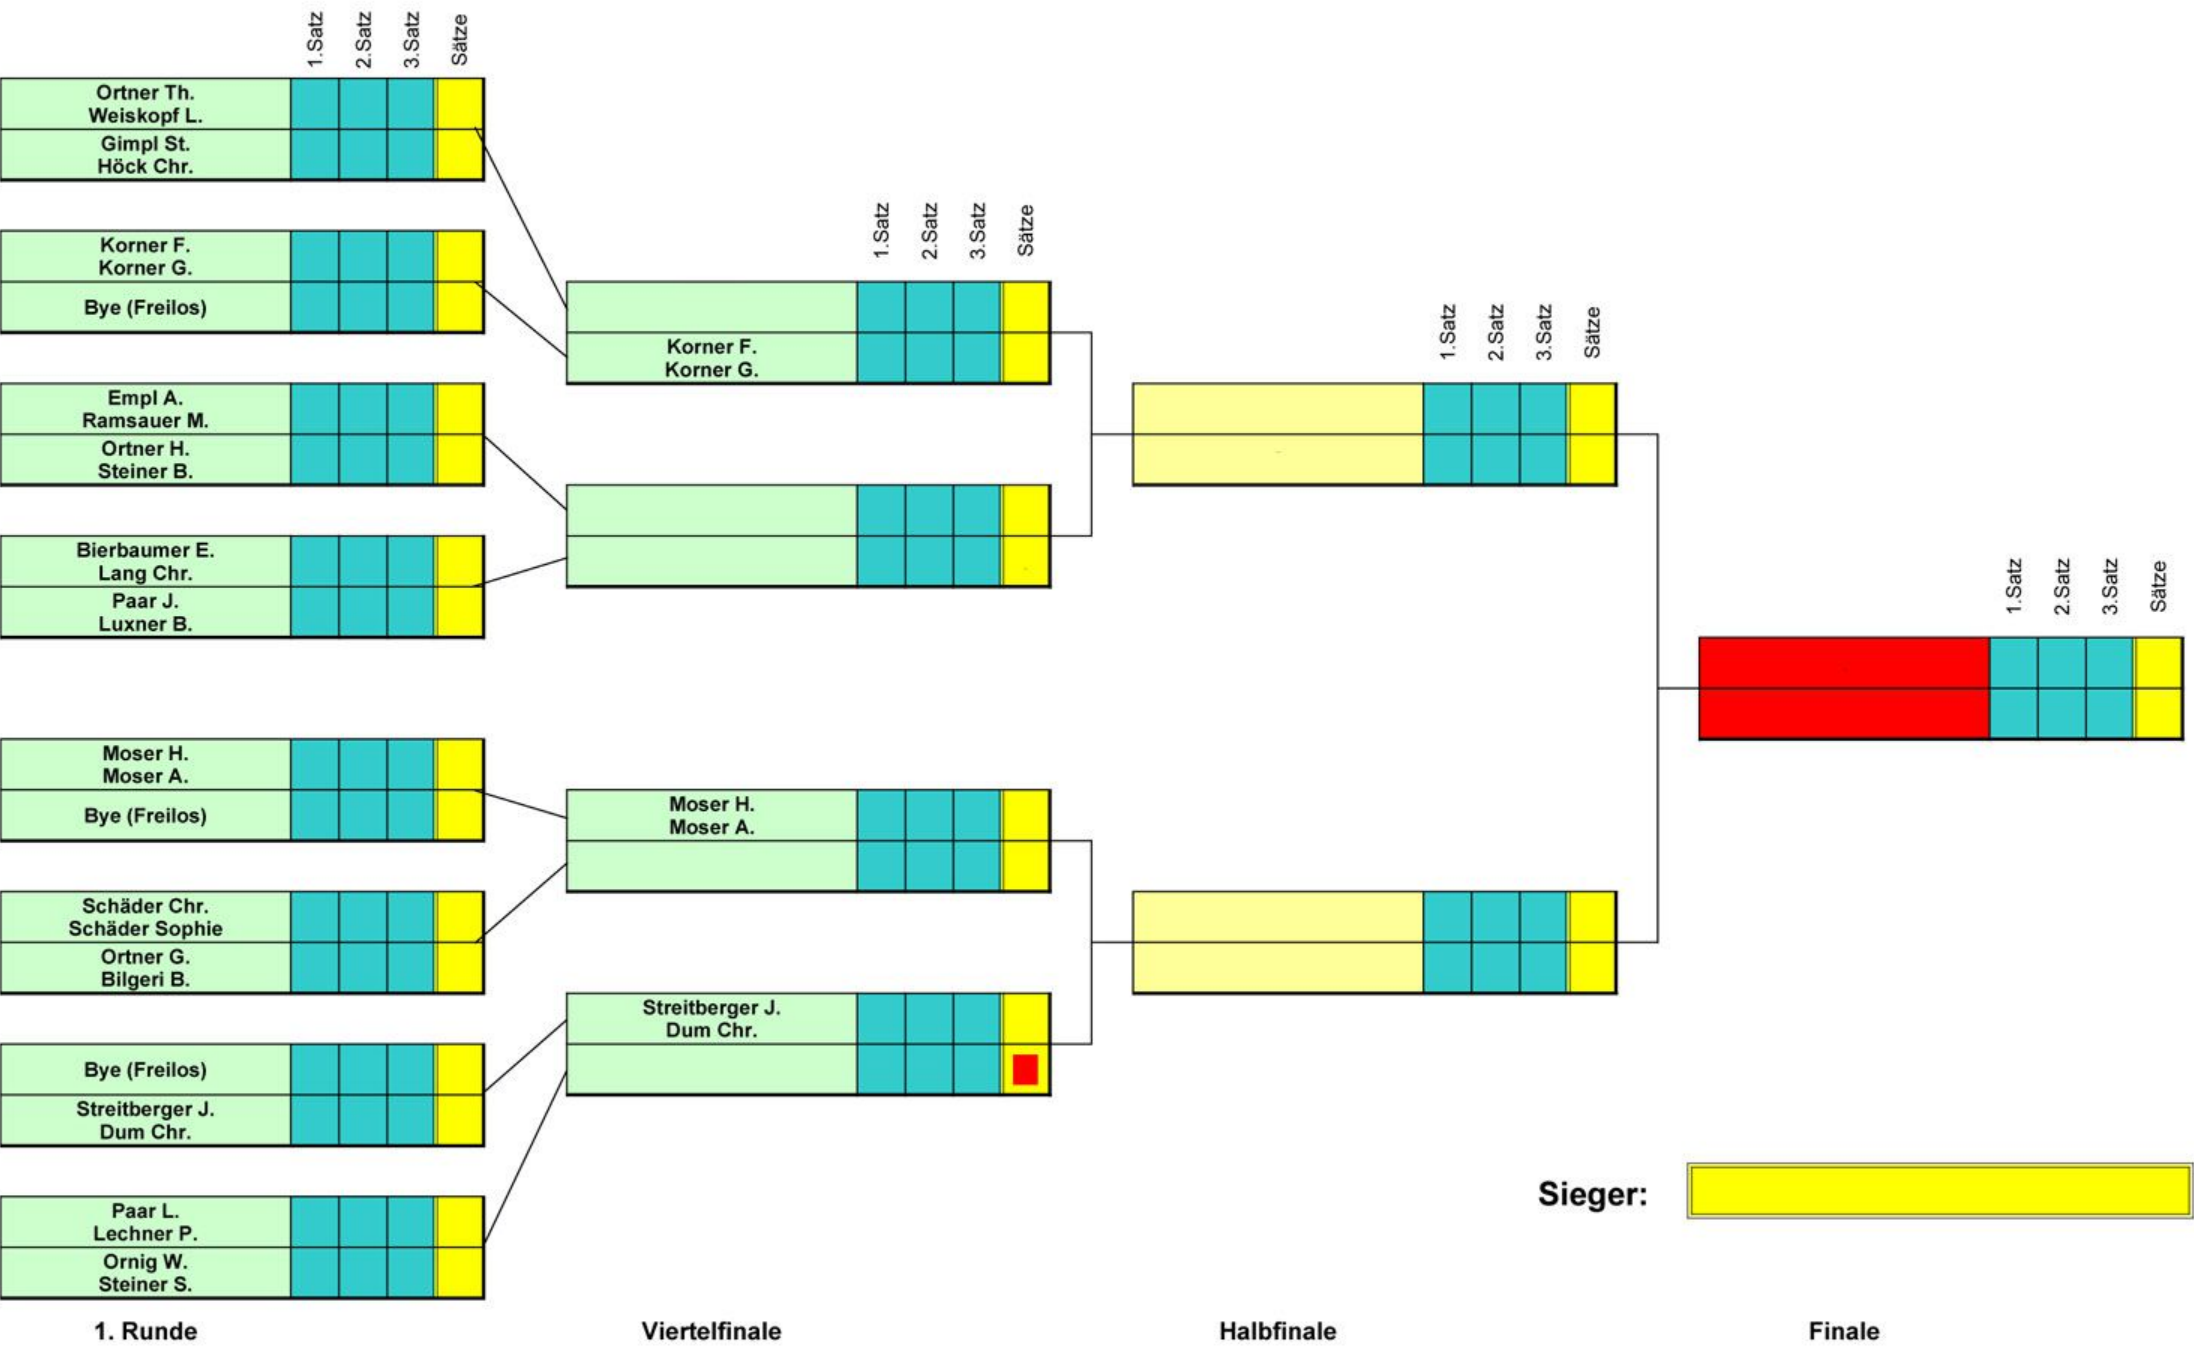 1.Satz
2.Satz
3.Satz
Sätze
Ortner Th.
Weiskopf L.
Gimpl St.
Höck Chr.
Korner F.
Korner G.
Bye (Freilos)
Empl A.
Ramsauer M.
Ortner H.
Steiner B.
Bierbaumer E.
Lang Chr.
Paar J.
Luxner B.
Moser H.
Moser A.
Bye (Freilos)
Schäder Chr.
Schäder Sophie
Ortner G.
Bilgeri B.
Bye (Freilos)
Streitberger J.
Dum Chr.
Paar L.
Lechner P.
Ornig W.
Steiner S.
1. Runde
1.Satz
2.Satz
3.Satz
Sätze
Korner F.
Korner G.
Moser H.
Moser A.
Streitberger J.
Dum Chr.
Viertelfinale
1.Satz
2.Satz
3.Satz
Sätze
Halbfinale
1.Satz
2.Satz
3.Satz
Sätze
Sieger:
Finale